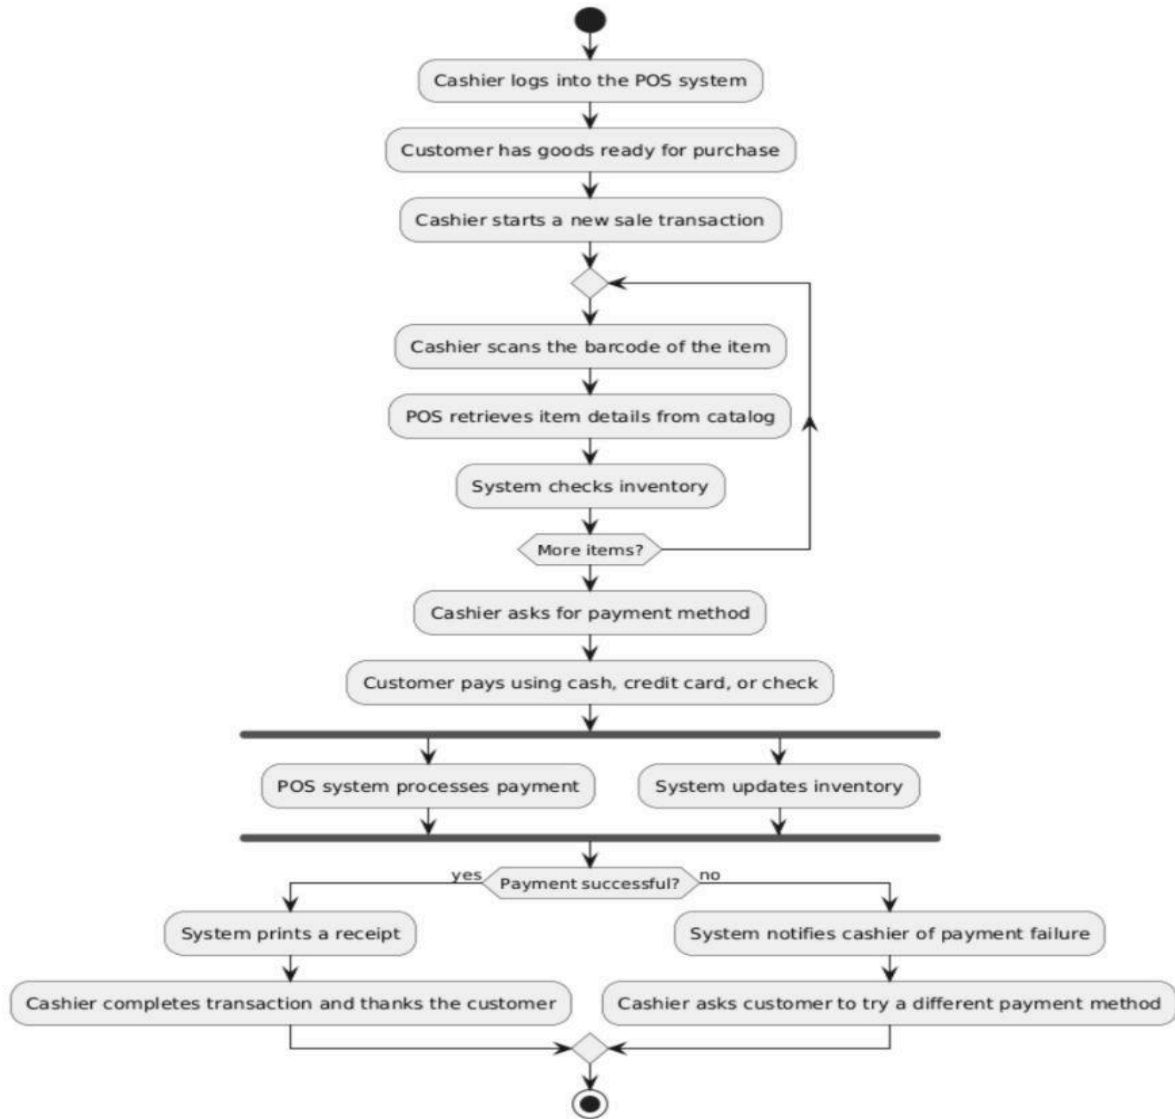 Cashier logs into the POS system
Customer has goods ready for purchase
Cashier starts a new sale transaction
Cashier scans the barcode of the item
POS retrieves item details from catalog
System checks inventory
More items?
Cashier asks for payment method
Customer pays using cash, credit card, or check
POS system processes payment
System updates inventory
yes
Payment successful?
no
System prints a receipt
System notifies cashier of payment failure
Cashier completes transaction and thanks the customer
Cashier asks customer to try a different payment method